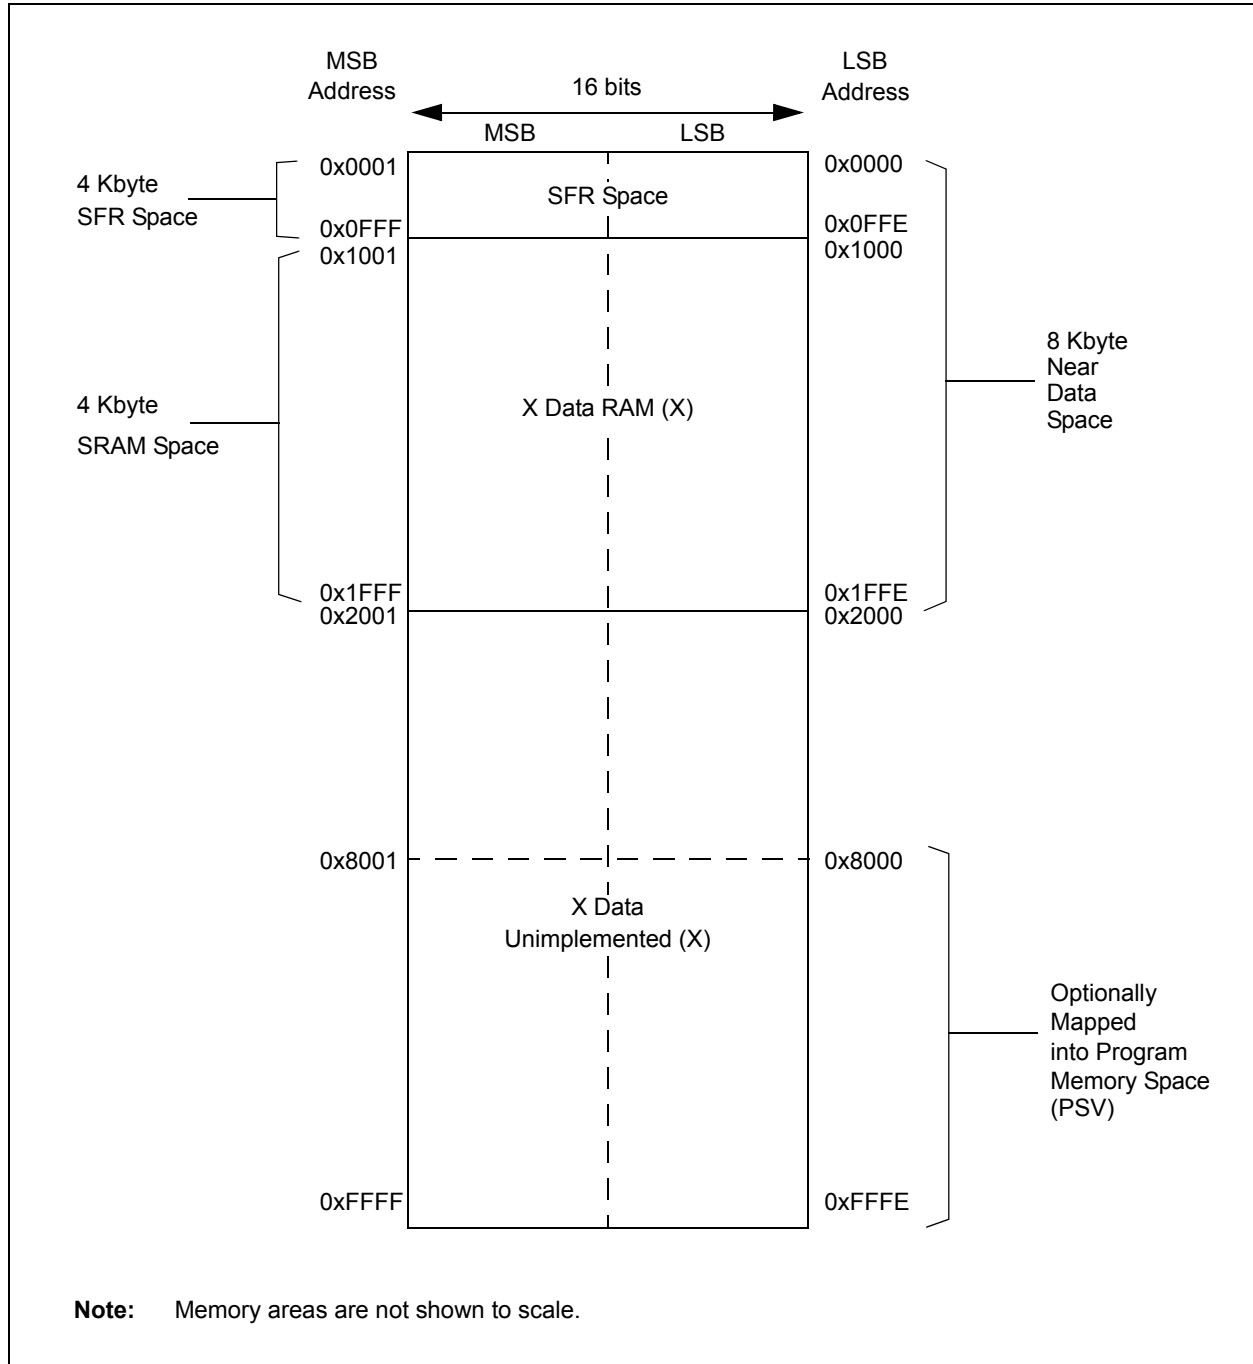 MSB
Address
16 bits
LSB
Address
MSB
LSB
4 Kbyte
SFR Space
0x0001
0x0FFF
0x1001
SFR Space
0x0000
0x0FFE
0x1000
4 Kbyte
SRAM Space
X Data RAM (X)
8 Kbyte
Near
Data
Space
0x1FFF
0x2001
0x1FFE
0x2000
0x8001
0x8000
X Data
Unimplemented (X)
Optionally
Mapped
into Program
Memory Space
(PSV)
0xFFFF
0xFFFE
Note: Memory areas are not shown to scale.